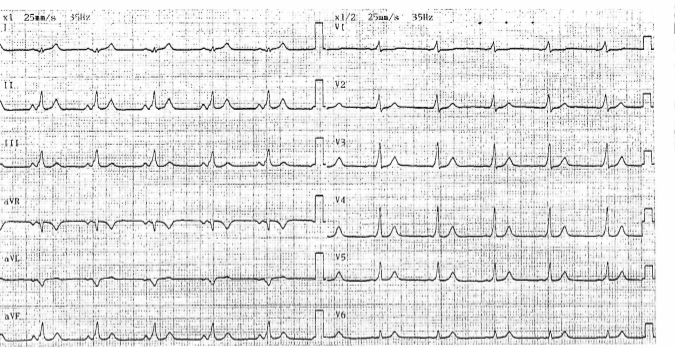 x1 25mm/s 35Hz
I
II
III
aVR
aVL
aVF
x1/2 25mm/s 35Hz
V1
V2
V3
V4
V5
V6